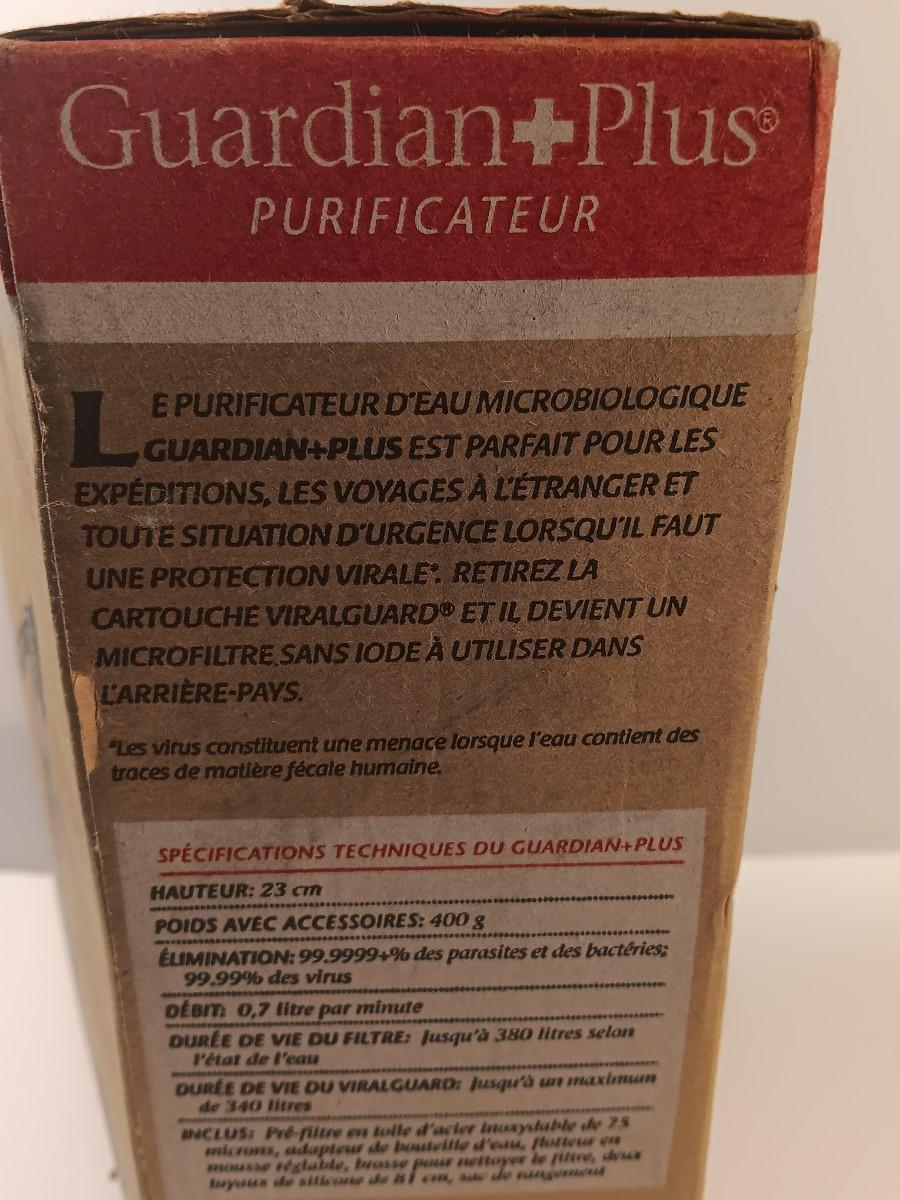 Guardian+Plus®
PURIFICATEUR
LE PURIFICATEUR D'EAU MICROBIOLOGIQUE
GUARDIAN+PLUS EST PARFAIT POUR LES
EXPÉDITIONS, LES VOYAGES À L'ÉTRANGER ET
TOUTE SITUATION D'URGENCE LORSQU'IL FAUT
UNE PROTECTION VIRALE*. RETIREZ LA
CARTOUCHE VIRALGUARD® ET IL DEVIENT UN
MICROFILTRE SANS IODE À UTILISER DANS
L'ARRIÈRE-PAYS.
*Les virus constituent une menace lorsque l'eau contient des
traces de matière fécale humaine.
SPÉCIFICATIONS TECHNIQUES DU GUARDIAN+PLUS
HAUTEUR: 23 cm
POIDS AVEC ACCESSOIRES: 400 g
ÉLIMINATION: 99.9999+% des parasites et des bactéries;
99.99% des virus
DÉBIT: 0,7 litre par minute
DURÉE DE VIE DU FILTRE: Jusqu'à 380 litres selon
l'état de l'eau
DURÉE DE VIE DU VIRALGUARD: Jusqu'à un maximum
de 340 litres
INCLUS: Pré-filtre en toile d'acier inoxydable de 75
microns, adapteur de bouteille d'eau, flotteur en
mousse réglable, brosse pour nettoyer le filtre, deux
tuyaux de silicone de 81 cm, sac de rangement